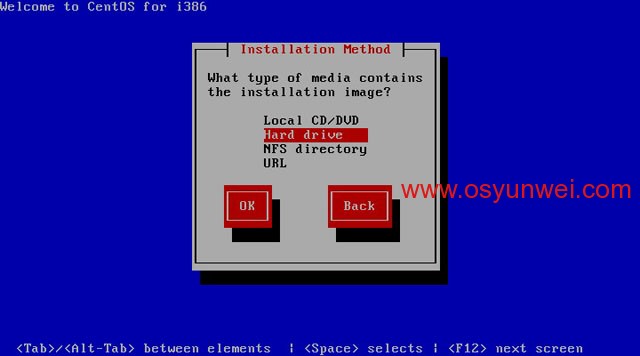 Welcome to CentOS for i386
Installation Method
What type of media contains
the installation image?
Local CD/DVD
Hard drive
NFS directory
URL
OK
Back
www.osyunwei.com
<Tab>/<Alt-Tab> between elements | <Space> selects | <F12> next screen